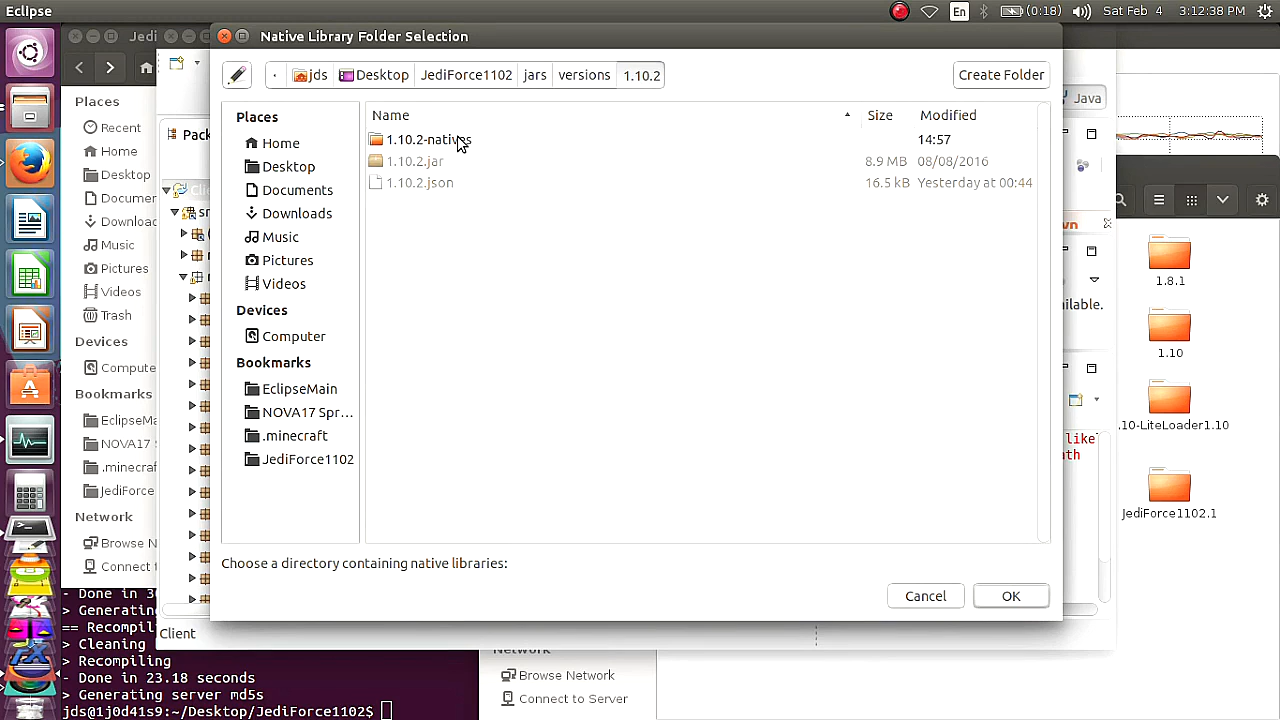 Eclipse
En
(0:18)
Sat Feb 4
3:12:38 PM
Jedi
Native Library Folder Selection
jds
Desktop
JediForce1102
jars
versions
1.10.2
Create Folder
Java
Places
Recent
Home
Desktop
Music
Pictures
Videos
Trash
Devices
Bookmarks
NOVA17
JediForce
Network
Places
Home
Desktop
Documents
Downloads
Music
Pictures
Videos
Devices
Computer
Bookmarks
EclipseMain
NOVA17 Spr...
.minecraft
JediForce1102
Name
Size
Modified
1.10.2-natives
14:57
1.10.2.jar
8.9 MB
08/08/2016
1.10.2.json
16.5 kB
Yesterday at 00:44
Choose a directory containing native libraries:
Cancel
OK
1.8.1
1.10
.10-LiteLoader1.10
JediForce1102.1
Client
- Done in 3
> Generating
== Recompil
> Cleaning
> Recompiling
- Done in 23.18 seconds
> Generating server md5s
jds@1j0d41s9:~/Desktop/JediForce1102$
Network
Browse Network
Connect to Server